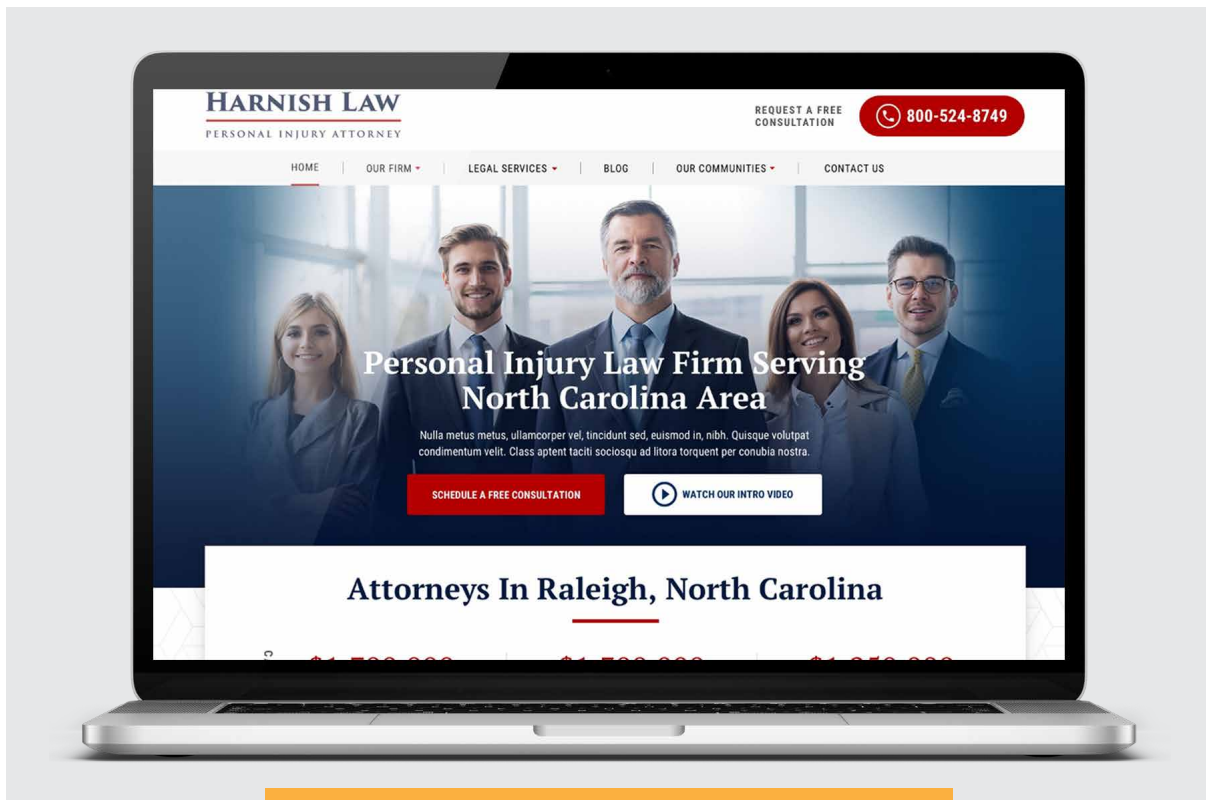 HARNISH LAW
PERSONAL INJURY ATTORNEY
REQUEST A FREE
CONSULTATION
800-524-8749
HOME
OUR FIRM
LEGAL SERVICES
BLOG
OUR COMMUNITIES
CONTACT US
Personal Injury Law Firm Serving
North Carolina Area
Nulla metus metus, ullamcorper vel, tincidunt sed, euismod in, nibh. Quisque volutpat
condimentum velit. Class aptent taciti sociosqu ad litora torquent per conubia nostra.
SCHEDULE A FREE CONSULTATION
WATCH OUR INTRO VIDEO
Attorneys In Raleigh, North Carolina